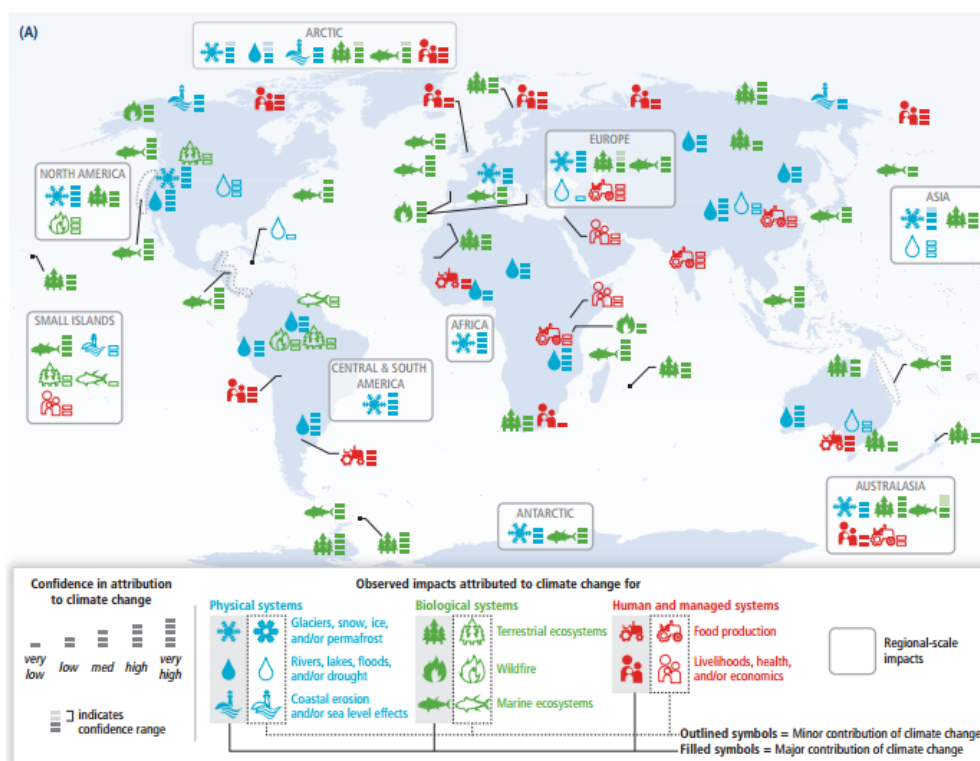 (A)
ARCTIC
NORTH AMERICA
EUROPE
ASIA
SMALL ISLANDS
AFRICA
CENTRAL & SOUTH
AMERICA
AUSTRALASIA
ANTARCTIC
Confidence in attribution
to climate change
very
low
low
med
high
very
high
indicates
confidence range
Observed impacts attributed to climate change for
Physical systems
Glaciers, snow, ice,
and/or permafrost
Rivers, lakes, floods,
and/or drought
Coastal erosion
and/or sea level effects
Biological systems
Terrestrial ecosystems
Wildfire
Marine ecosystems
Human and managed systems
Food production
Livelihoods, health,
and/or economics
Regional-scale
impacts
Outlined symbols = Minor contribution of climate change
Filled symbols = Major contribution of climate change